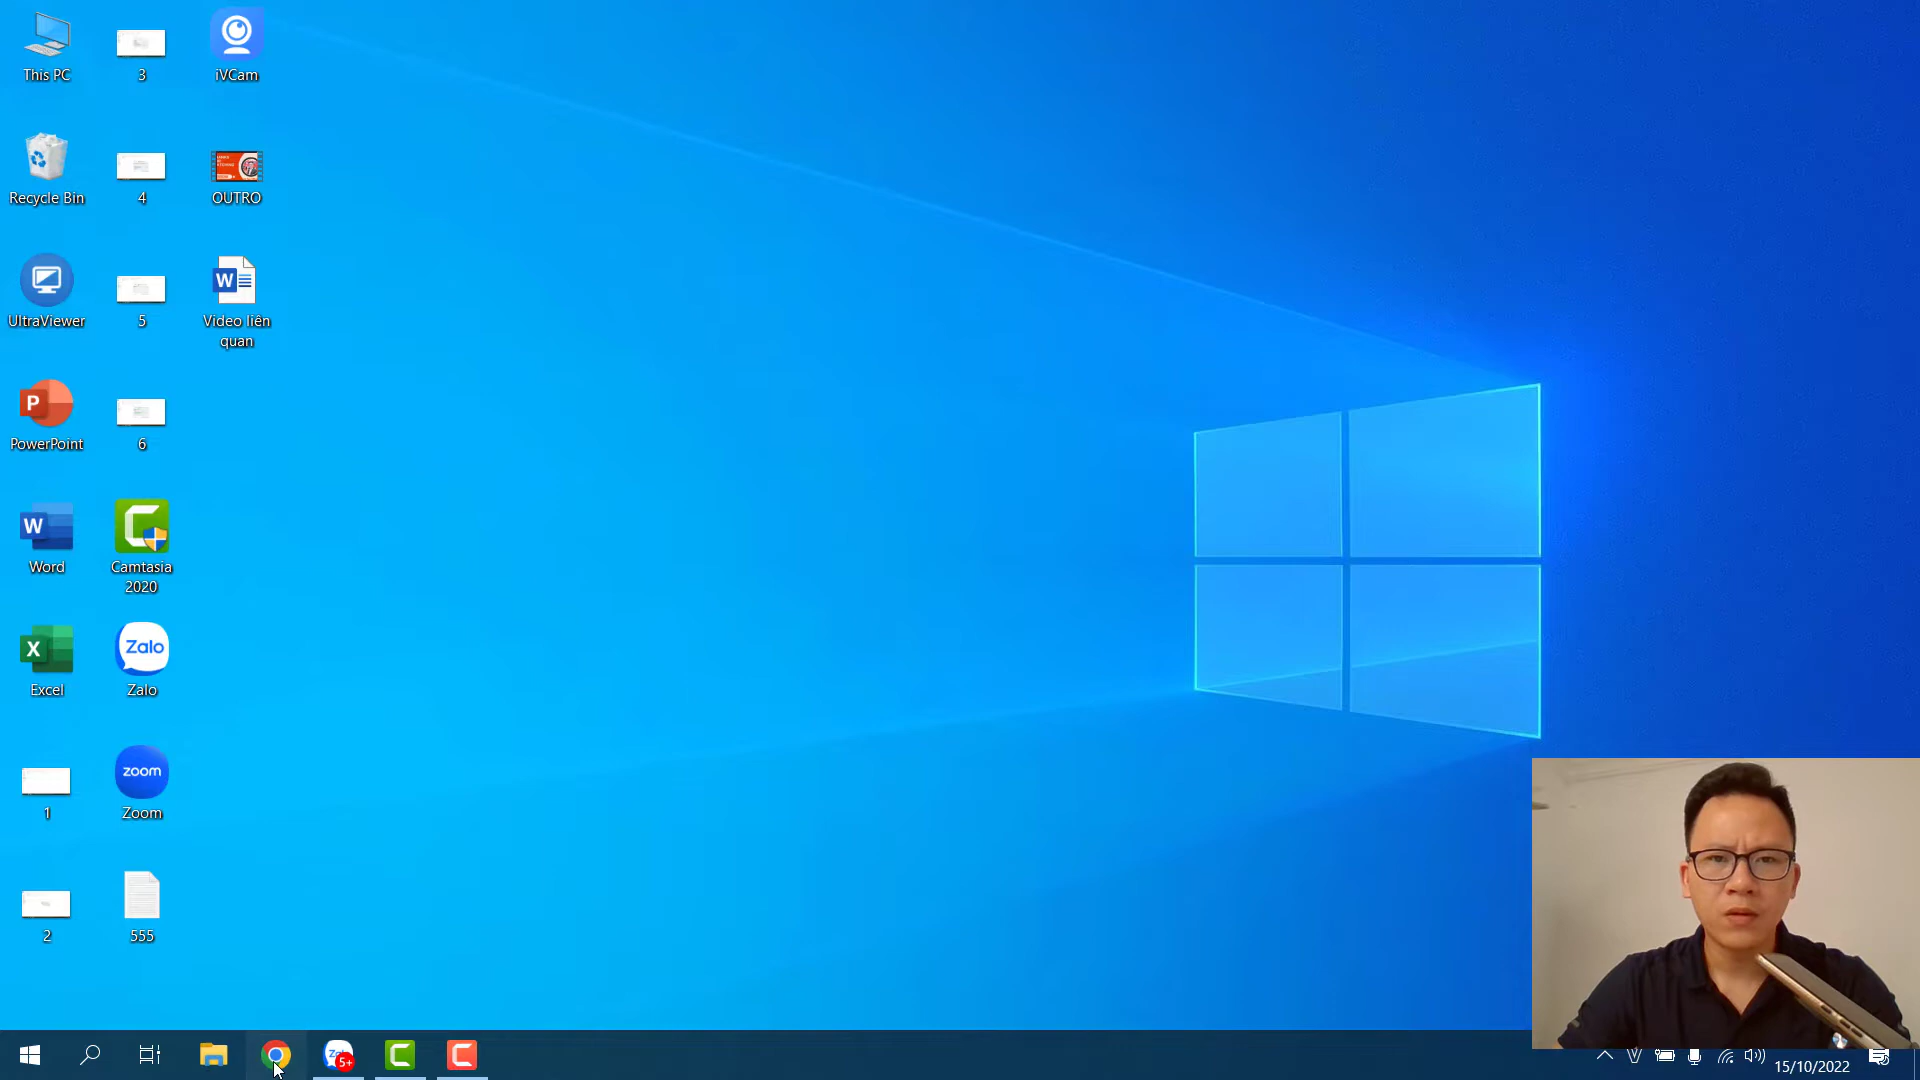 This PC
3
iVCam
Recycle Bin
4
OUTRO
UltraViewer
5
W
Video liên
quan
P
PowerPoint
6
W
Word
Camtasia
2020
X
Excel
Zalo
Zalo
1
zoom
Zoom
2
555
5+
V
15/10/2022